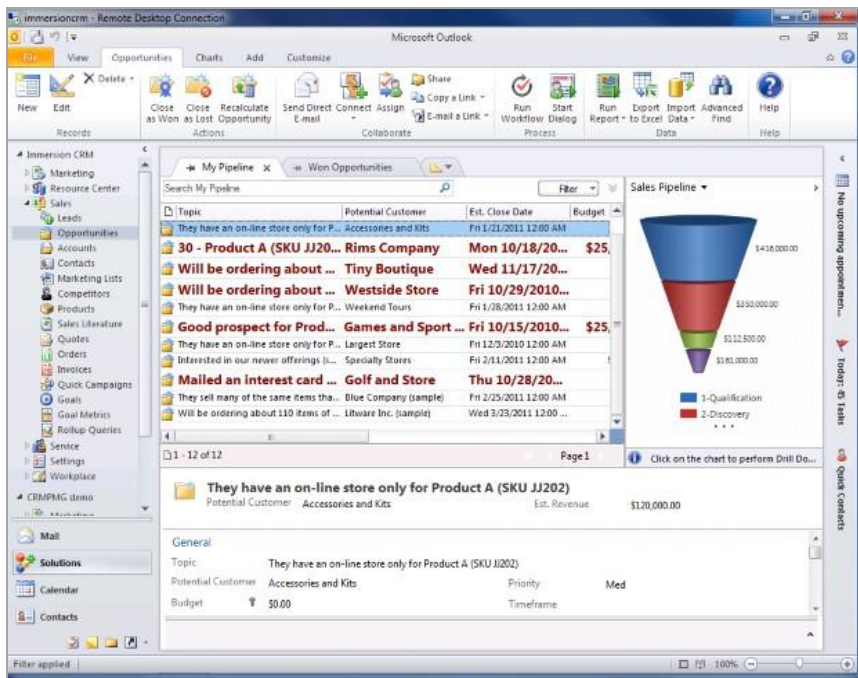 immersioncrm - Remote Desktop Connection
Microsoft Outlook
File View Opportunities Charts Add Customize
New Edit Delete
Close as Won Close as Lost Recalculate Opportunity
Send Direct E-mail Connect Assign Share Copy a Link E-mail a Link
Run Workflow Start Dialog
Run Report Export to Excel Import Data Advanced Find
Help
Records Actions Collaborate Process Data Help
Immersion CRM
Marketing
Resource Center
Sales
Leads
Opportunities
Accounts
Contacts
Marketing Lists
Competitors
Products
Sales Literature
Quotes
Orders
Invoices
Quick Campaigns
Goals
Goal Metrics
Rollup Queries
Service
Settings
Workplace
CRMPMG demo
Marketing
Mail
Solutions
Calendar
Contacts
My Pipeline x Won Opportunities
Search My Pipeline Filter
Topic Potential Customer Est. Close Date Budget
They have an on-line store only for P... Accessories and Kits Fri 1/21/2011 12:00 AM
30 - Product A (SKU JJ20... Rims Company Mon 10/18/20... $25,
Will be ordering about ... Tiny Boutique Wed 11/17/20...
Will be ordering about ... Westside Store Fri 10/29/2010...
They have an on-line store only for P... Weekend Tours Fri 1/28/2011 12:00 AM
Good prospect for Prod... Games and Sport ... Fri 10/15/2010... $25,
They have an on-line store only for P... Largest Store Fri 12/3/2010 12:00 AM
Interested in our newer offerings (s... Specialty Stores Fri 2/11/2011 12:00 AM
Mailed an interest card ... Golf and Store Thu 10/28/20...
They sell many of the same items tha... Blue Company (sample) Fri 2/25/2011 12:00 AM
Will be ordering about 110 items of ... Litware Inc. (sample) Wed 3/23/2011 12:00 ...
1 - 12 of 12 Page 1
Sales Pipeline
$350,000.00
$112,500.00
$161,000.00
1-Qualification
2-Discovery
Click on the chart to perform Drill Do...
They have an on-line store only for Product A (SKU JJ202)
Potential Customer Accessories and Kits Est. Revenue $120,000.00
General
Topic They have an on-line store only for Product A (SKU JJ202)
Potential Customer Accessories and Kits Priority Med
Budget $0.00 Timeframe
No upcoming appointmen...
Today: 45 Tasks
Quick Contacts
Filter applied 100%